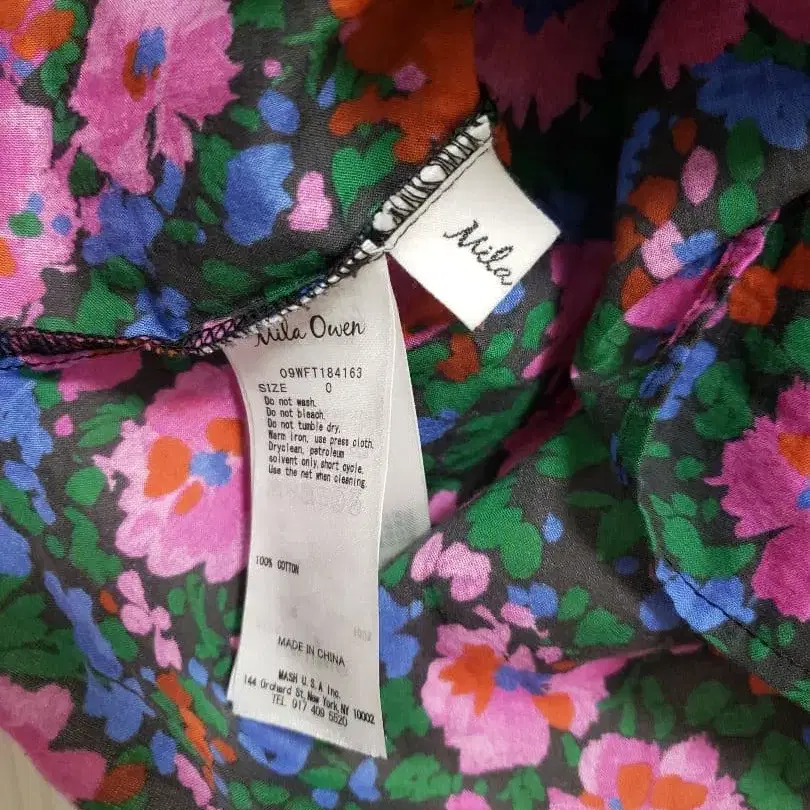 Mila
Mila Owen
09WFT184163
SIZE 0
Do not wash.
Do not bleach.
Do not tumble dry.
Warm iron, use press cloth.
Dryclean, petroleum
solvent only, short cycle.
Use the net when cleaning.
100% COTTON
MADE IN CHINA
MASH U.S.A Inc.
144 Orchard St, New York, NY 10002
TEL 917 409 5520